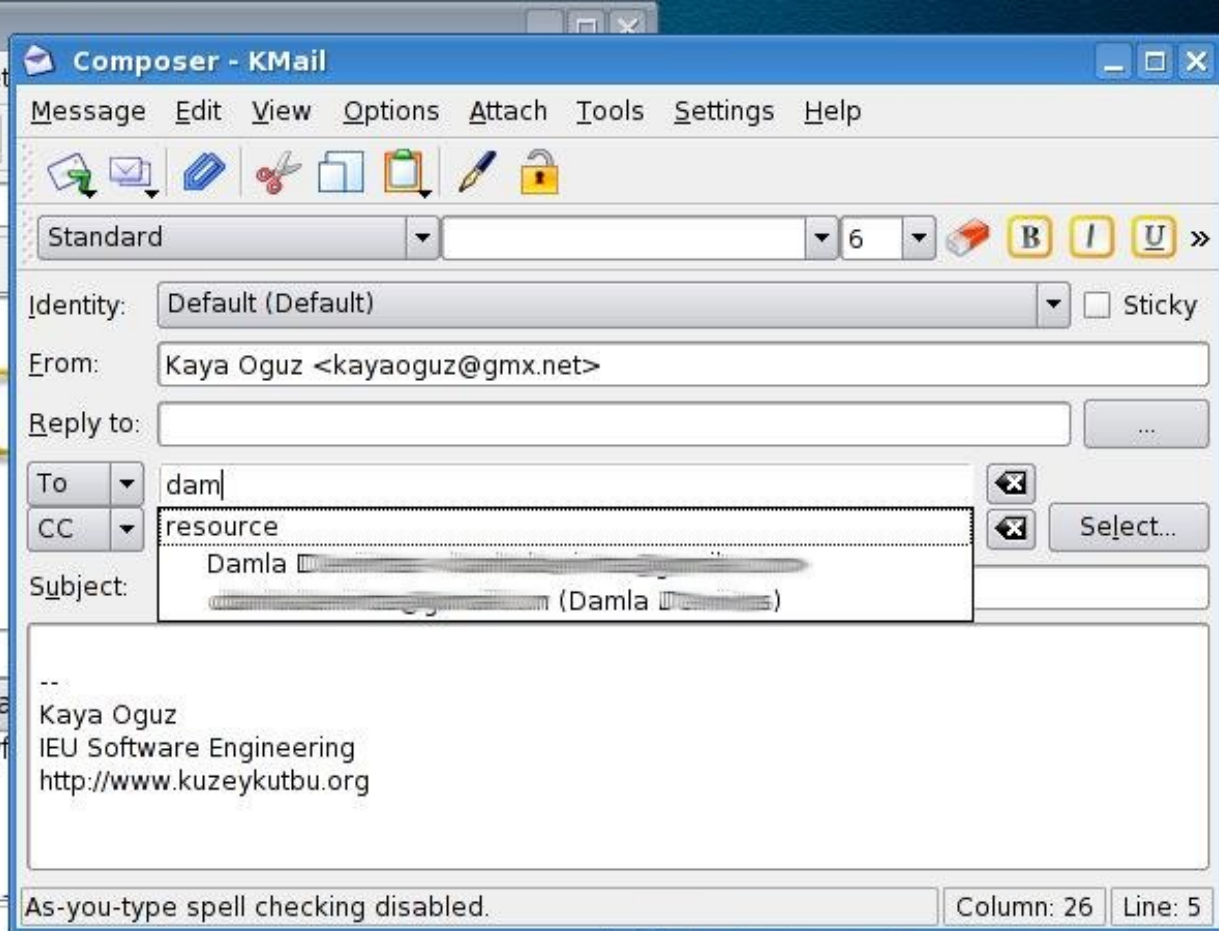 Composer - KMail
Message Edit View Options Attach Tools Settings Help
Standard 6 B I U »
Identity: Default (Default) Sticky
From: Kaya Oguz <kayaoguz@gmx.net>
Reply to: ...
To dam
CC resource Select...
Damla
(Damla
Subject:
--
Kaya Oguz
IEU Software Engineering
http://www.kuzeykutbu.org
As-you-type spell checking disabled. Column: 26 Line: 5